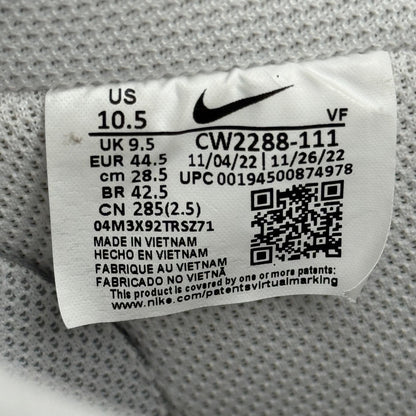 US
10.5
VF
UK 9.5
CW2288-111
EUR 44.5
11/04/22 | 11/26/22
cm 28.5
UPC 00194500874978
BR 42.5
CN 285(2.5)
04M3X92TRSZ71
MADE IN VIETNAM
HECHO EN VIETNAM
FABRIQUE AU VIETNAM
FABRICADO NO VIETNÃ
This product is covered by one or more patents:
www.nike.com/patentsvirtualmarking